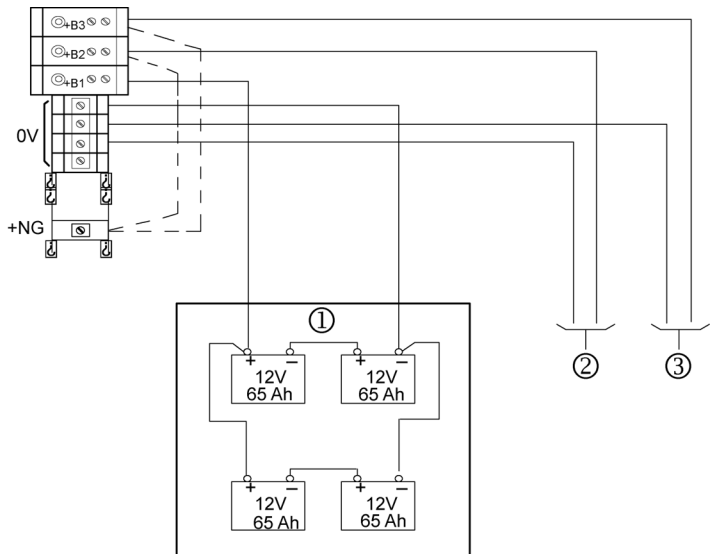 +B3
+B2
+B1
0V
+NG
①
+ −
12V
65 Ah
+ −
12V
65 Ah
②
③
+ −
12V
65 Ah
+ −
12V
65 Ah